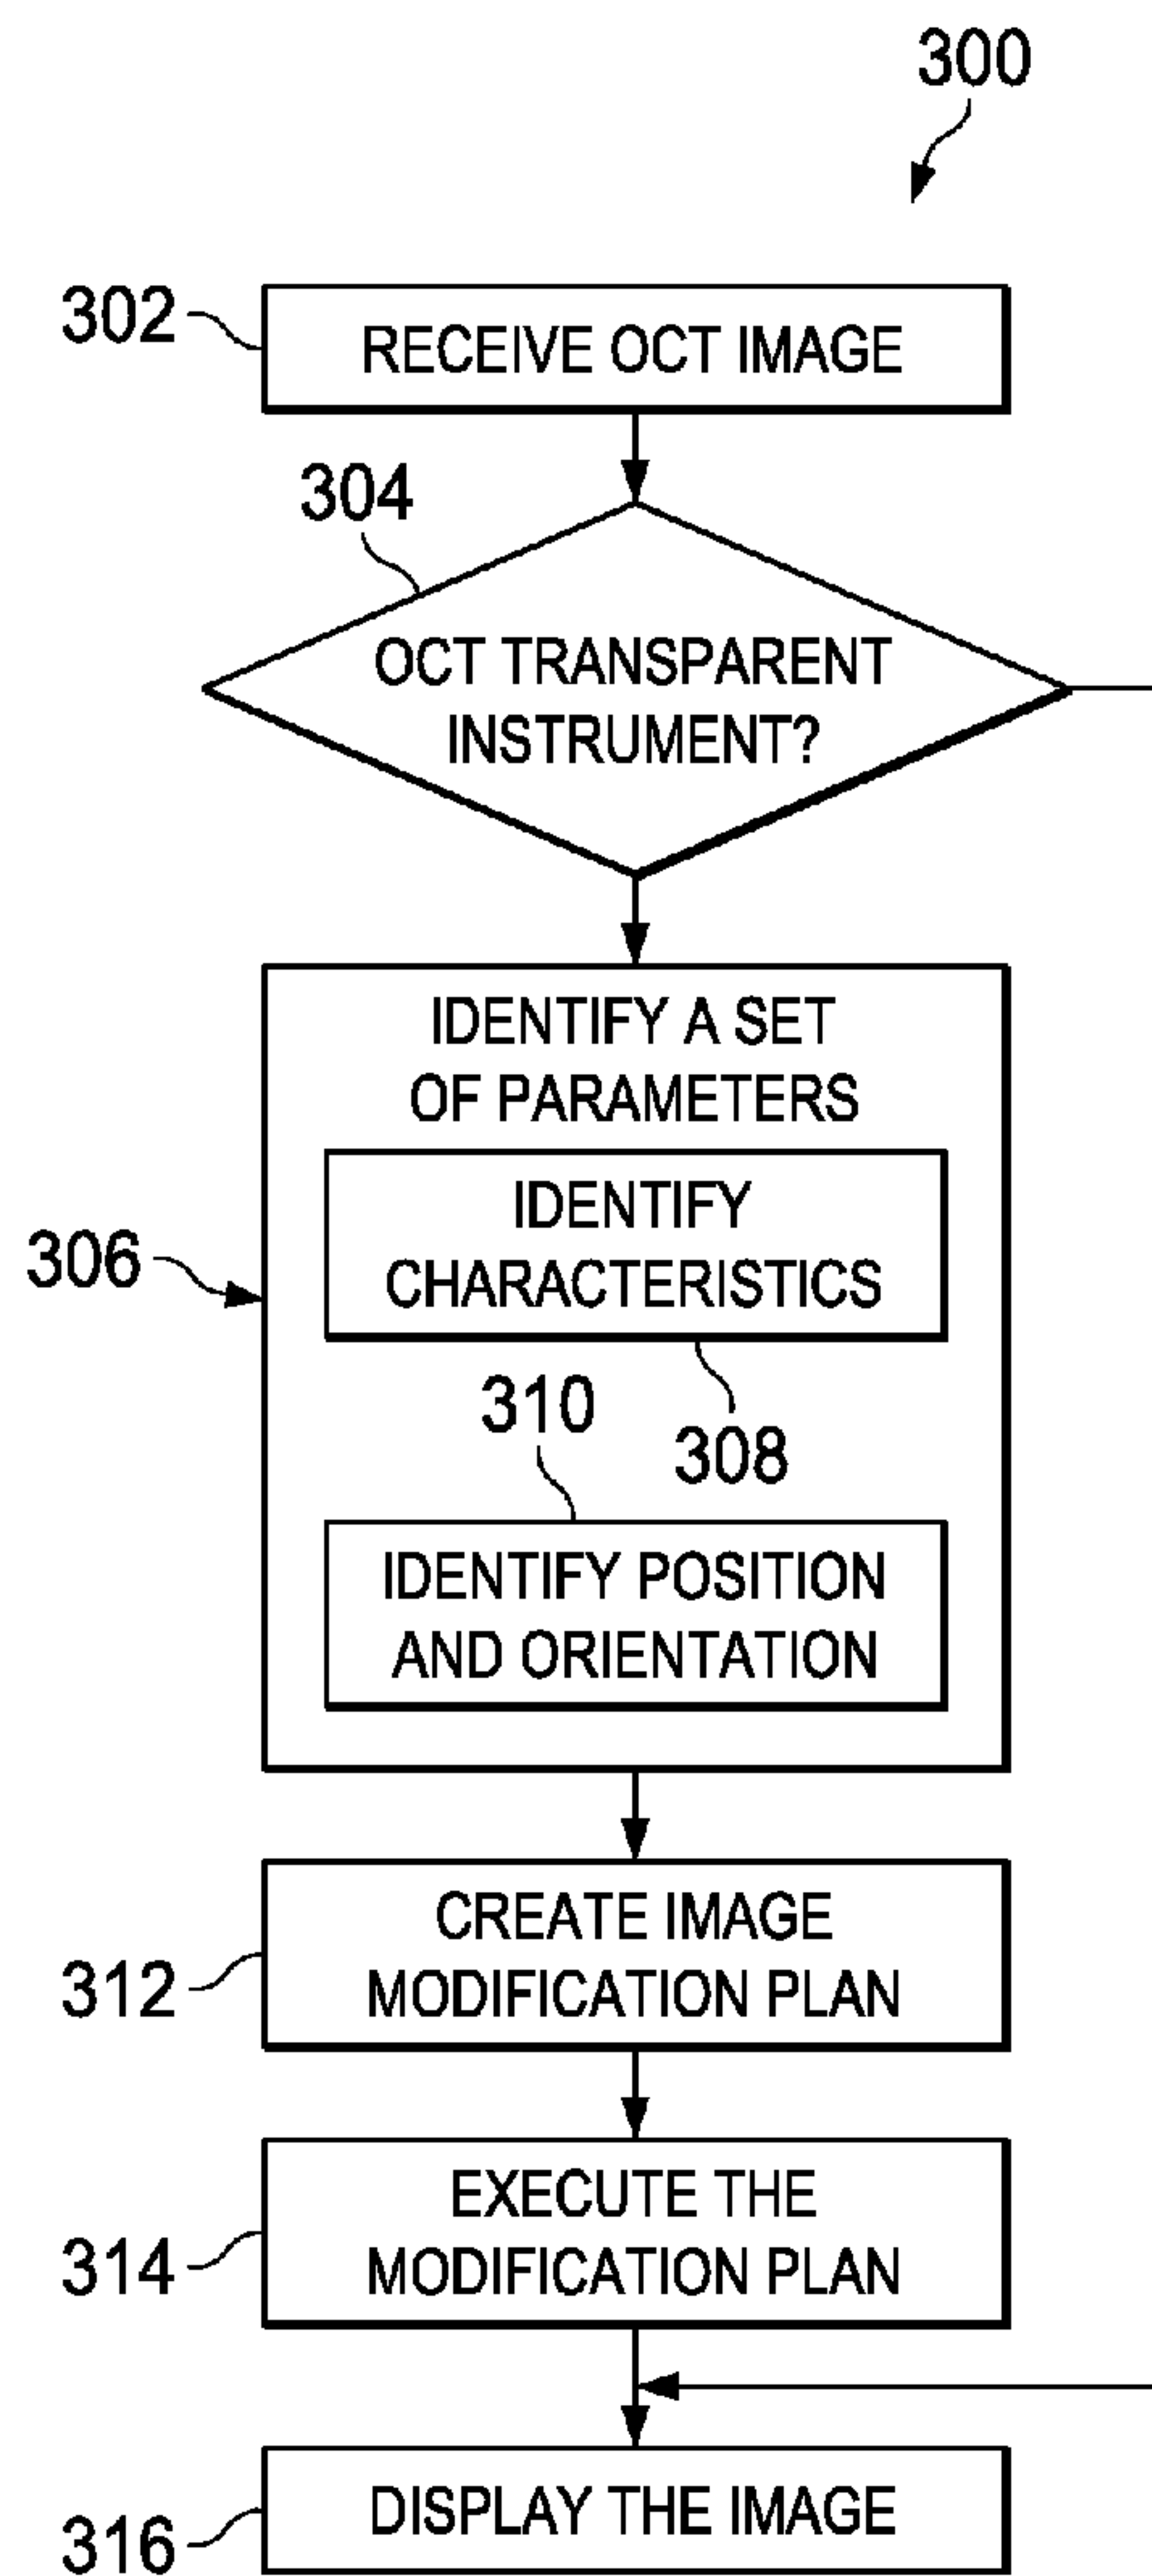 300
302
RECEIVE OCT IMAGE
304
OCT TRANSPARENT
INSTRUMENT?
306
IDENTIFY A SET
OF PARAMETERS
IDENTIFY
CHARACTERISTICS
308
310
IDENTIFY POSITION
AND ORIENTATION
312
CREATE IMAGE
MODIFICATION PLAN
314
EXECUTE THE
MODIFICATION PLAN
316
DISPLAY THE IMAGE